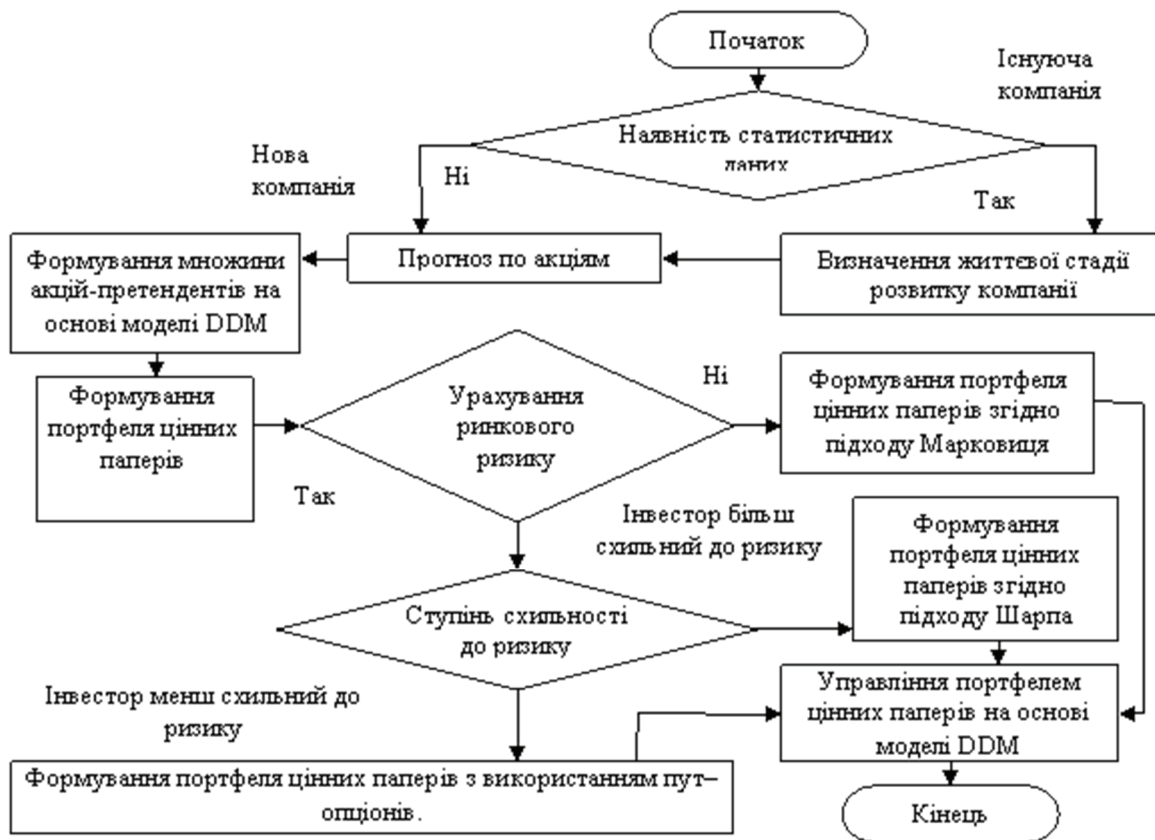 Початок
Існуюча
компанія
Наявність статистичних
даних
Нова
компанія
Ні
Так
Формування множини
акцій-претендентів на
основі моделі DDM
Прогноз по акціям
Визначення життєвої стадії
розвитку компанії
Формування
портфеля цінних
паперів
Урахування
ринкового
ризику
Ні
Формування портфеля
цінних паперів згідно
підходу Марковиця
Так
Інвестор більш
схильний до ризику
Формування
портфеля цінних
паперів згідно
підходу Шарпа
Ступінь схильності
до ризику
Інвестор менш схильний до
ризику
Управління портфелем
цінних паперів на основі
моделі DDM
Формування портфеля цінних паперів з використанням пут–
опціонів.
Кінець